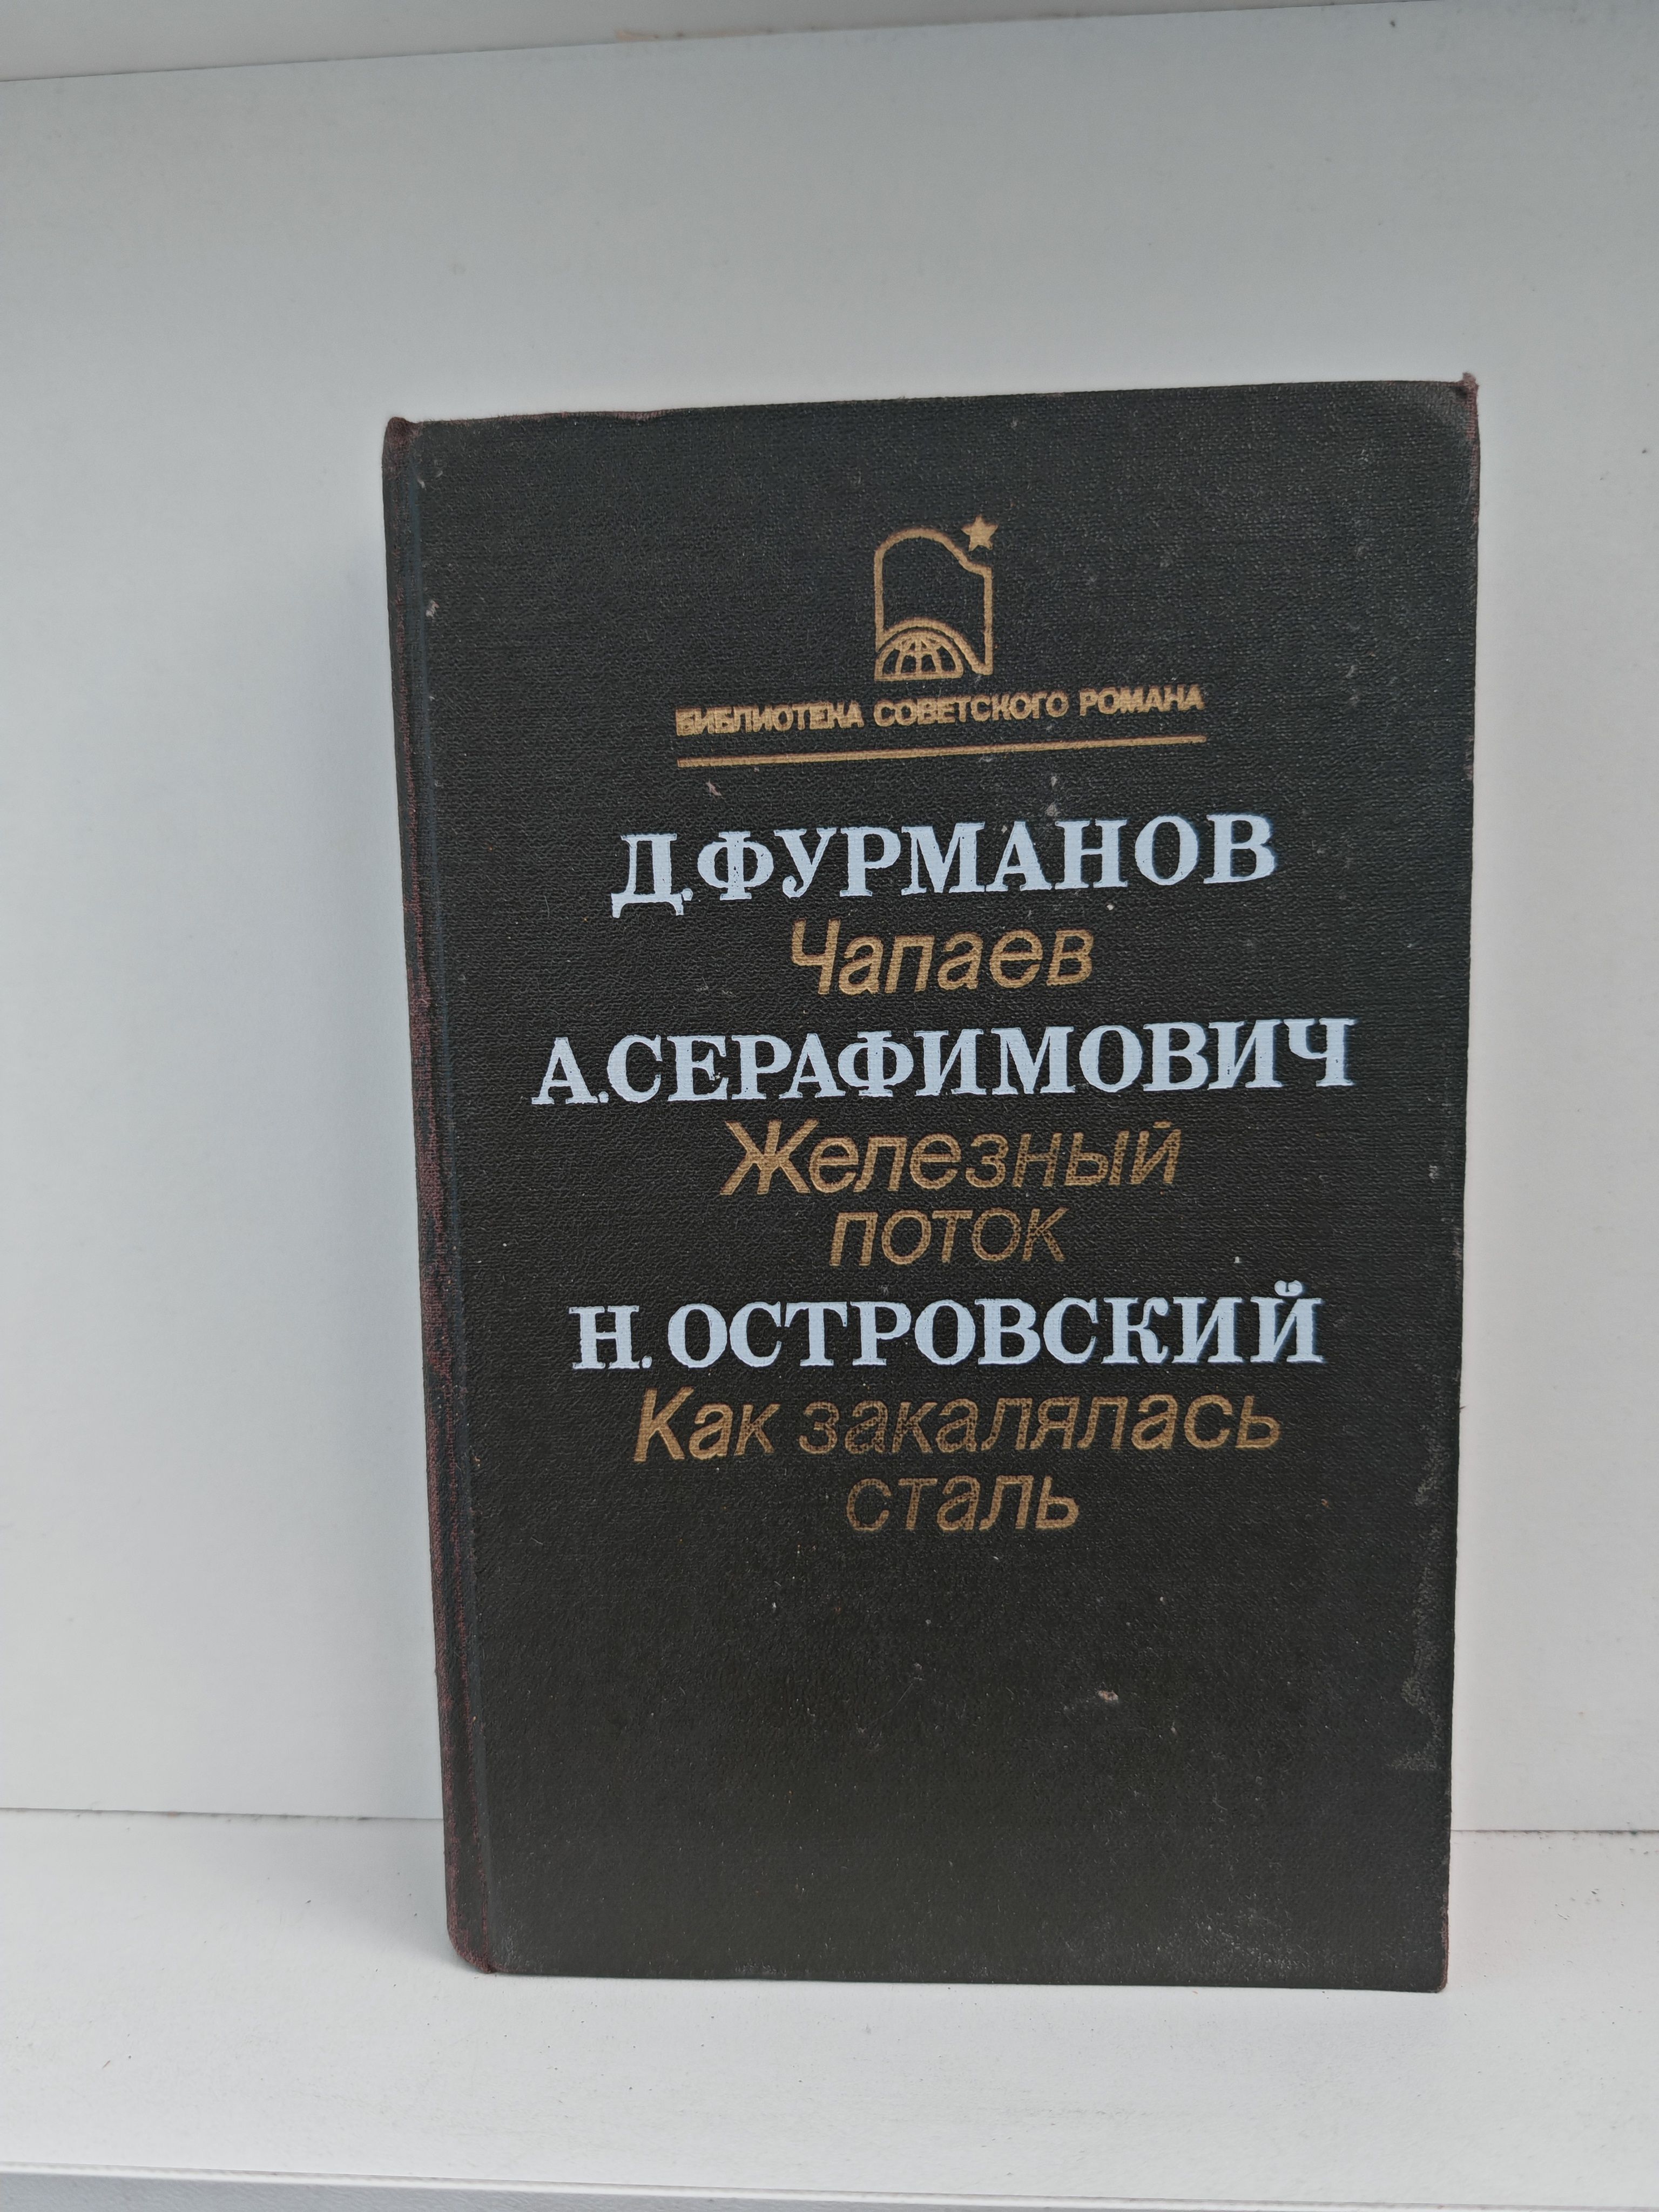 БИБЛИОТЕКА СОВЕТСКОГО РОМАНА
Д.ФУРМАНОВ
Чапаев
А.СЕРАФИМОВИЧ
Железный
поток
Н.ОСТРОВСКИЙ
Как закалялась
сталь